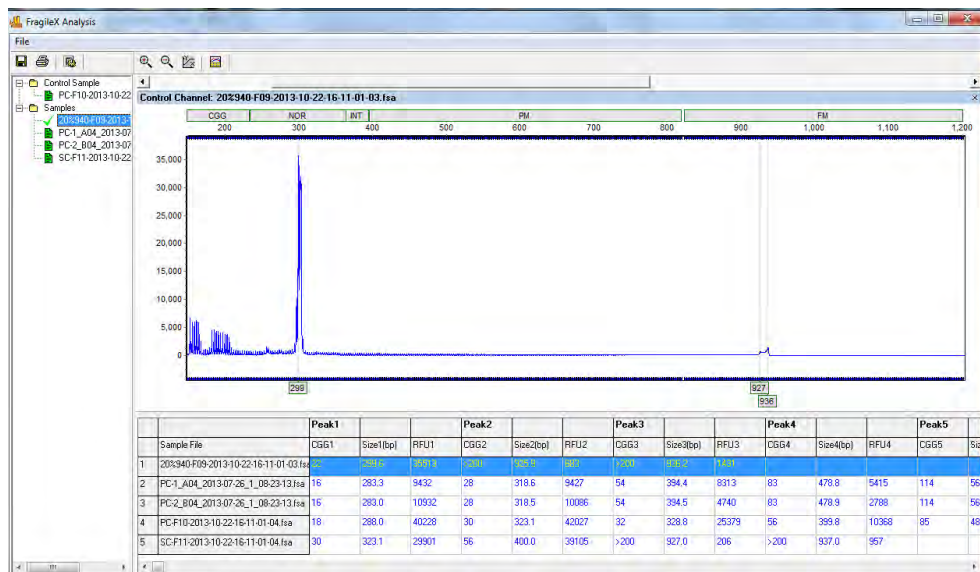 FragileX Analysis
File
Control Sample
PC-F10-2013-10-22
Samples
20%940-F09-2013-
PC-1_A04_2013-07
PC-2_B04_2013-07
SC-F11-2013-10-22
Control Channel: 20%940-F09-2013-10-22-16-11-01-03.fsa
CGG NOR INT PM FM
200 300 400 500 600 700 800 900 1,000 1,100 1,200
35,000
30,000
25,000
20,000
15,000
10,000
5,000
0
299 927
936
Peak1 Peak2 Peak3 Peak4 Peak5
Sample File CGG1 Size1(bp) RFU1 CGG2 Size2(bp) RFU2 CGG3 Size3(bp) RFU3 CGG4 Size4(bp) RFU4 CGG5 Siz
1 20%940-F09-2013-10-22-16-11-01-03.fsa 22 299.6 35513 >200 926.9 683 >200 936.2 1431
2 PC-1_A04_2013-07-26_1_08-23-13.fsa 16 283.3 9432 28 318.6 9427 54 394.4 8313 83 478.8 5415 114 56
3 PC-2_B04_2013-07-26_1_08-23-13.fsa 16 283.0 10932 28 318.5 10086 54 394.5 4740 83 478.9 2788 114 56
4 PC-F10-2013-10-22-16-11-01-04.fsa 18 288.0 40228 30 323.1 42027 32 328.8 25379 56 399.8 10368 85 48
5 SC-F11-2013-10-22-16-11-01-04.fsa 30 323.1 29901 56 400.0 39105 >200 927.0 206 >200 937.0 957